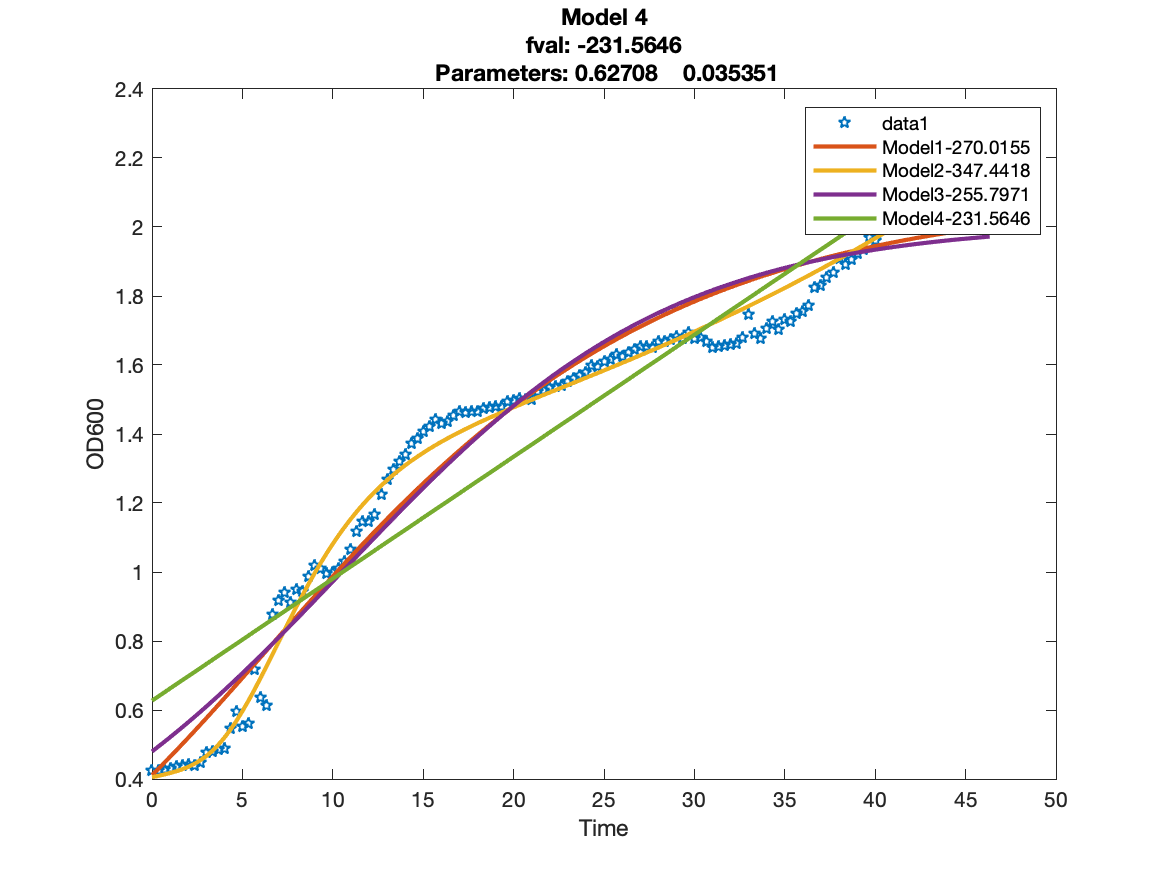 Model 4
fval: -231.5646
Parameters: 0.62708 0.035351
2.4
2.2
2
1.8
1.6
1.4
1.2
1
0.8
0.6
0.4
OD600
data1
Model1-270.0155
Model2-347.4418
Model3-255.7971
Model4-231.5646
0 5 10 15 20 25 30 35 40 45 50
Time